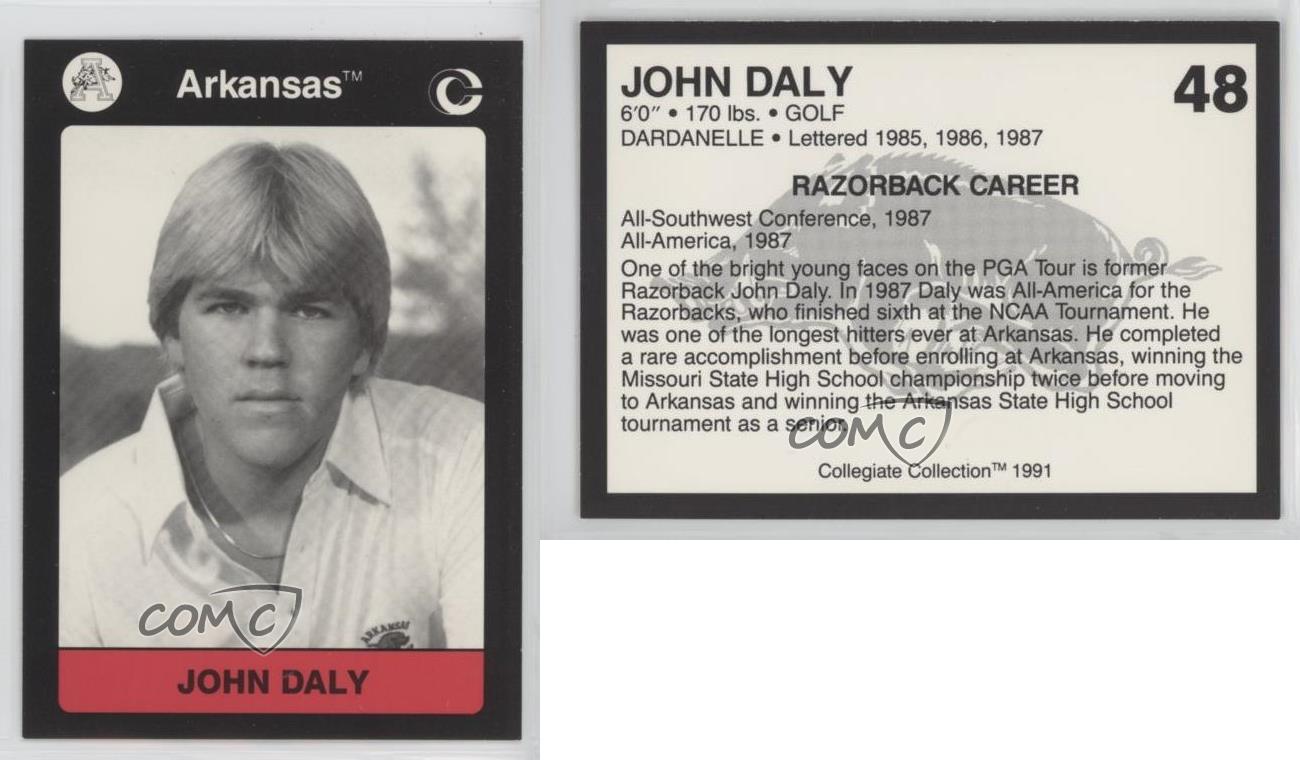 Arkansas™
COMC
ARKANSAS
JOHN DALY
JOHN DALY
48
6'0" • 170 lbs. • GOLF
DARDANELLE • Lettered 1985, 1986, 1987
RAZORBACK CAREER
All-Southwest Conference, 1987
All-America, 1987
One of the bright young faces on the PGA Tour is former
Razorback John Daly. In 1987 Daly was All-America for the
Razorbacks, who finished sixth at the NCAA Tournament. He
was one of the longest hitters ever at Arkansas. He completed
a rare accomplishment before enrolling at Arkansas, winning the
Missouri State High School championship twice before moving
to Arkansas and winning the Arkansas State High School
tournament as a senior.
COMC
Collegiate Collection™ 1991